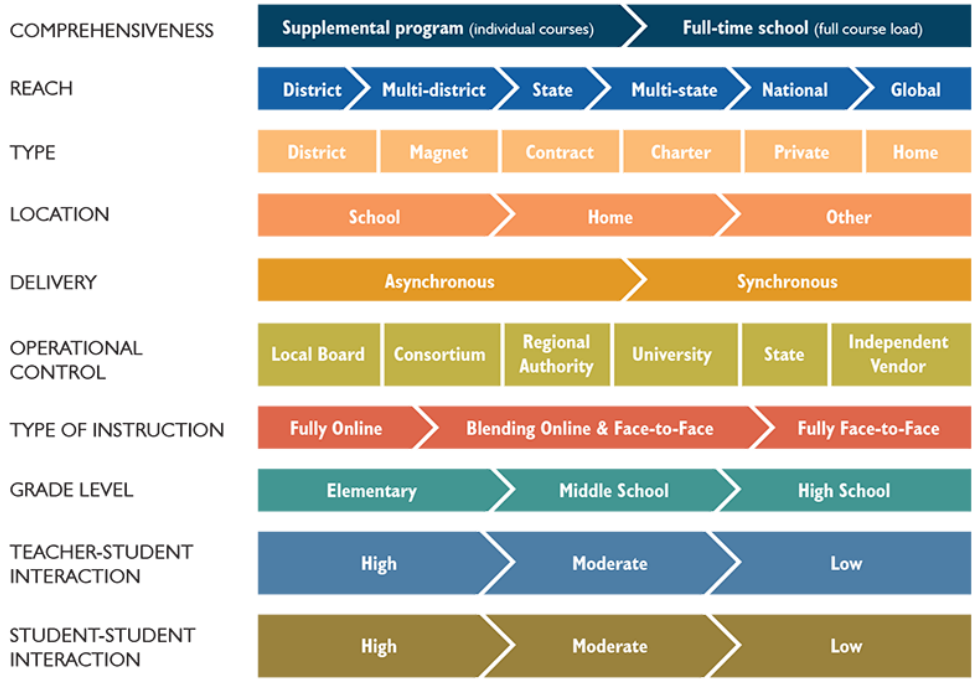 COMPREHENSIVENESS
Supplemental program (individual courses)
Full-time school (full course load)
REACH
District
Multi-district
State
Multi-state
National
Global
TYPE
District
Magnet
Contract
Charter
Private
Home
LOCATION
School
Home
Other
DELIVERY
Asynchronous
Synchronous
OPERATIONAL
CONTROL
Local Board
Consortium
Regional
Authority
University
State
Independent
Vendor
TYPE OF INSTRUCTION
Fully Online
Blending Online & Face-to-Face
Fully Face-to-Face
GRADE LEVEL
Elementary
Middle School
High School
TEACHER-STUDENT
INTERACTION
High
Moderate
Low
STUDENT-STUDENT
INTERACTION
High
Moderate
Low